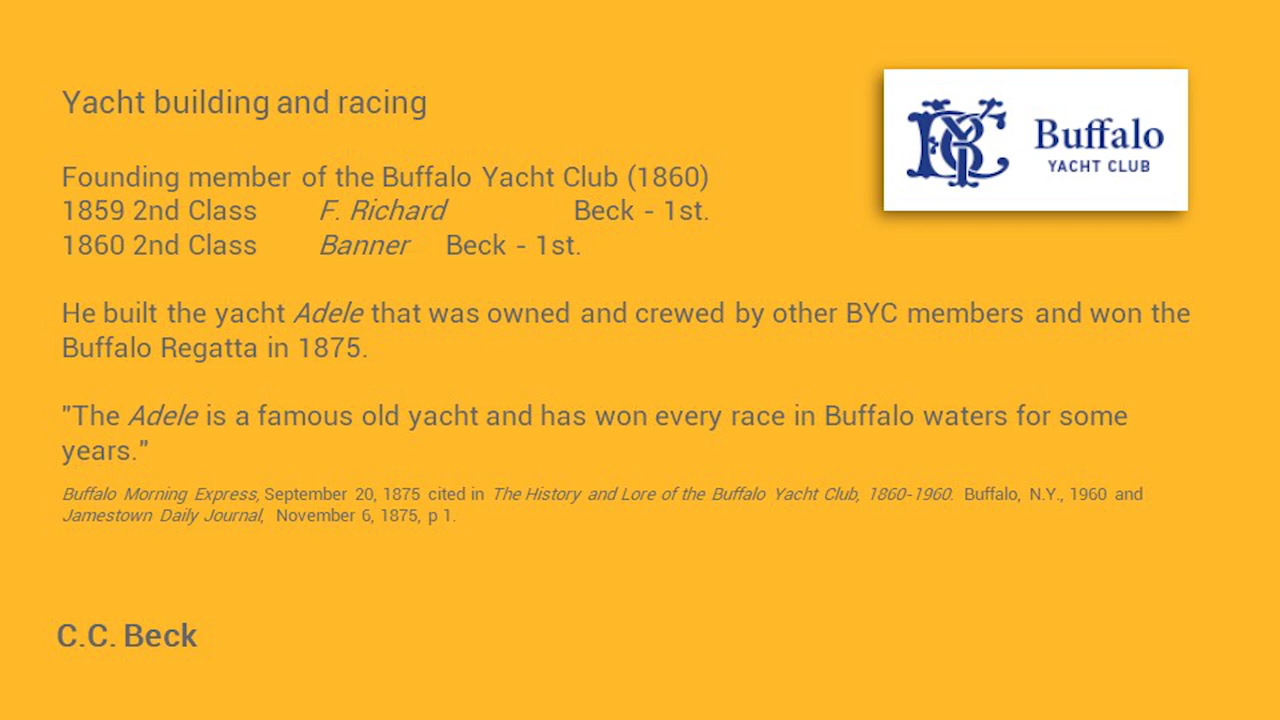 Yacht building and racing
BYC
Buffalo
YACHT CLUB
Founding member of the Buffalo Yacht Club (1860)
1859 2nd Class F. Richard Beck - 1st.
1860 2nd Class Banner Beck - 1st.
He built the yacht Adele that was owned and crewed by other BYC members and won the
Buffalo Regatta in 1875.
"The Adele is a famous old yacht and has won every race in Buffalo waters for some
years."
Buffalo Morning Express, September 20, 1875 cited in The History and Lore of the Buffalo Yacht Club, 1860-1960. Buffalo, N.Y., 1960 and
Jamestown Daily Journal, November 6, 1875, p 1.
C.C. Beck